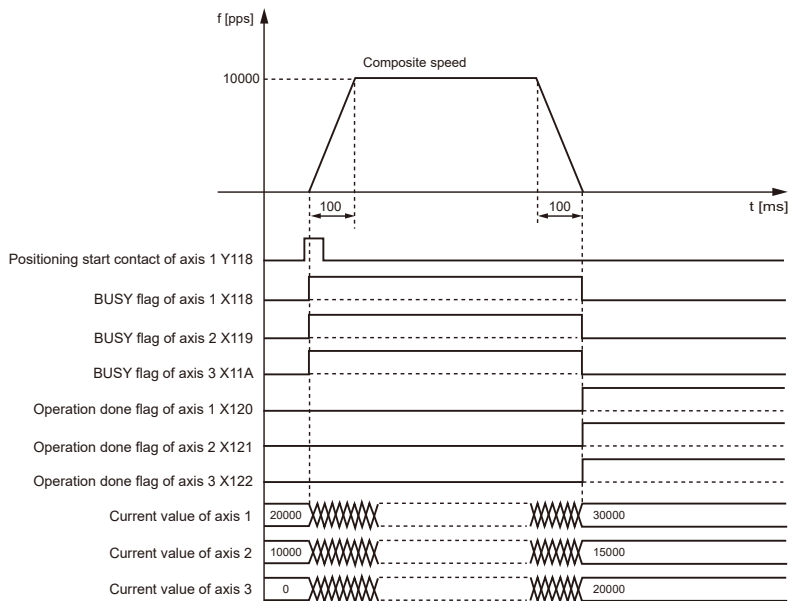 f [pps]
Composite speed
10000
100
100
t [ms]
Positioning start contact of axis 1 Y118
BUSY flag of axis 1 X118
BUSY flag of axis 2 X119
BUSY flag of axis 3 X11A
Operation done flag of axis 1 X120
Operation done flag of axis 2 X121
Operation done flag of axis 3 X122
Current value of axis 1 20000 30000
Current value of axis 2 10000 15000
Current value of axis 3 0 20000